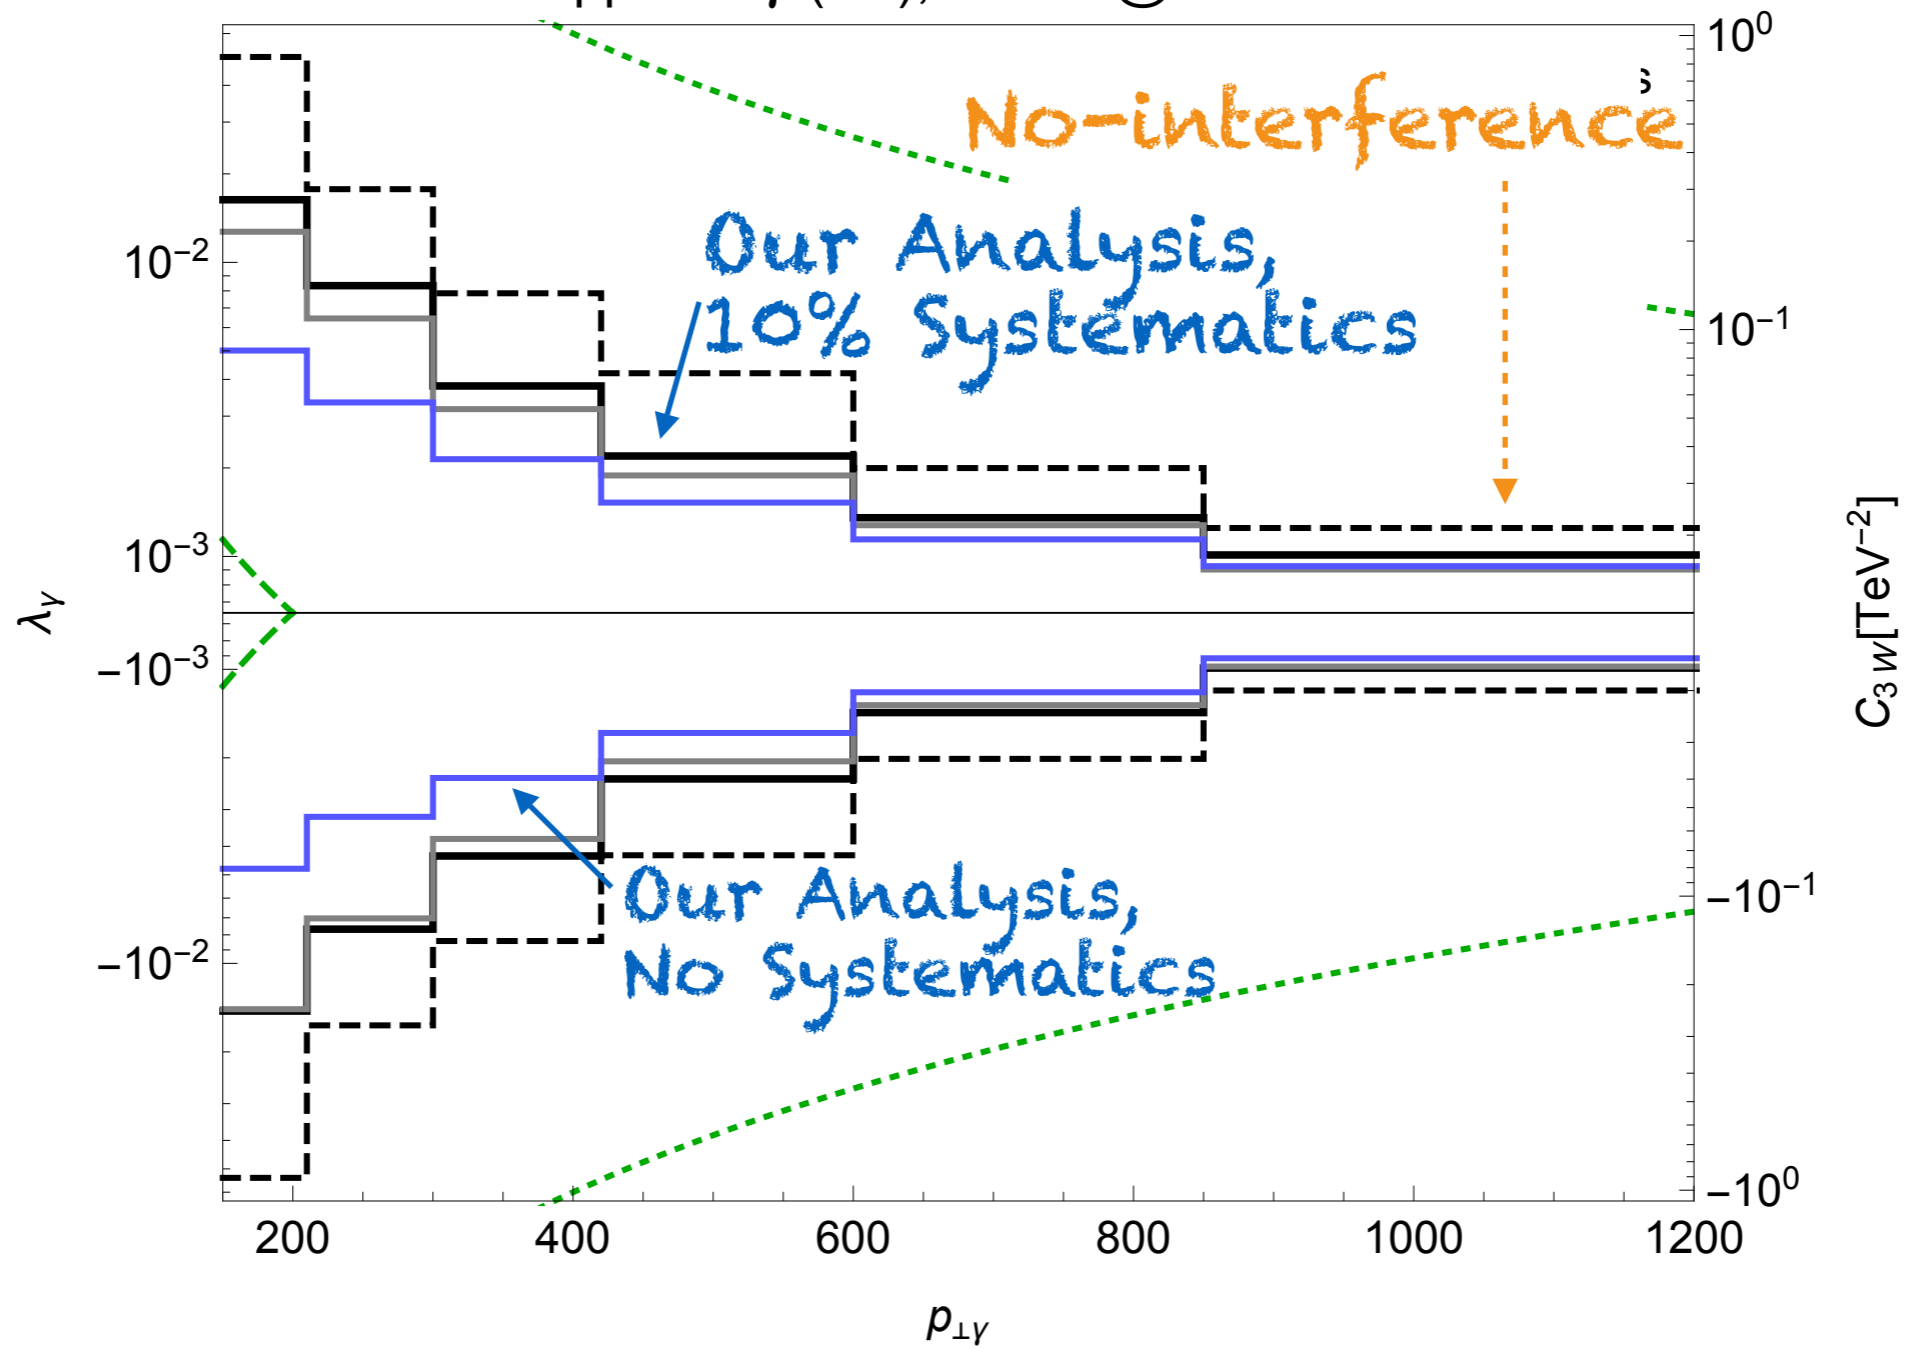 10⁰
No-interference
s
Our Analysis,
10% Systematics
10⁻²
10⁻¹
10⁻³
λγ
C₃w[TeV⁻²]
−10⁻³
−10⁻¹
Our Analysis,
No Systematics
−10⁻²
−10⁰
200 400 600 800 1000 1200
p⊥γ